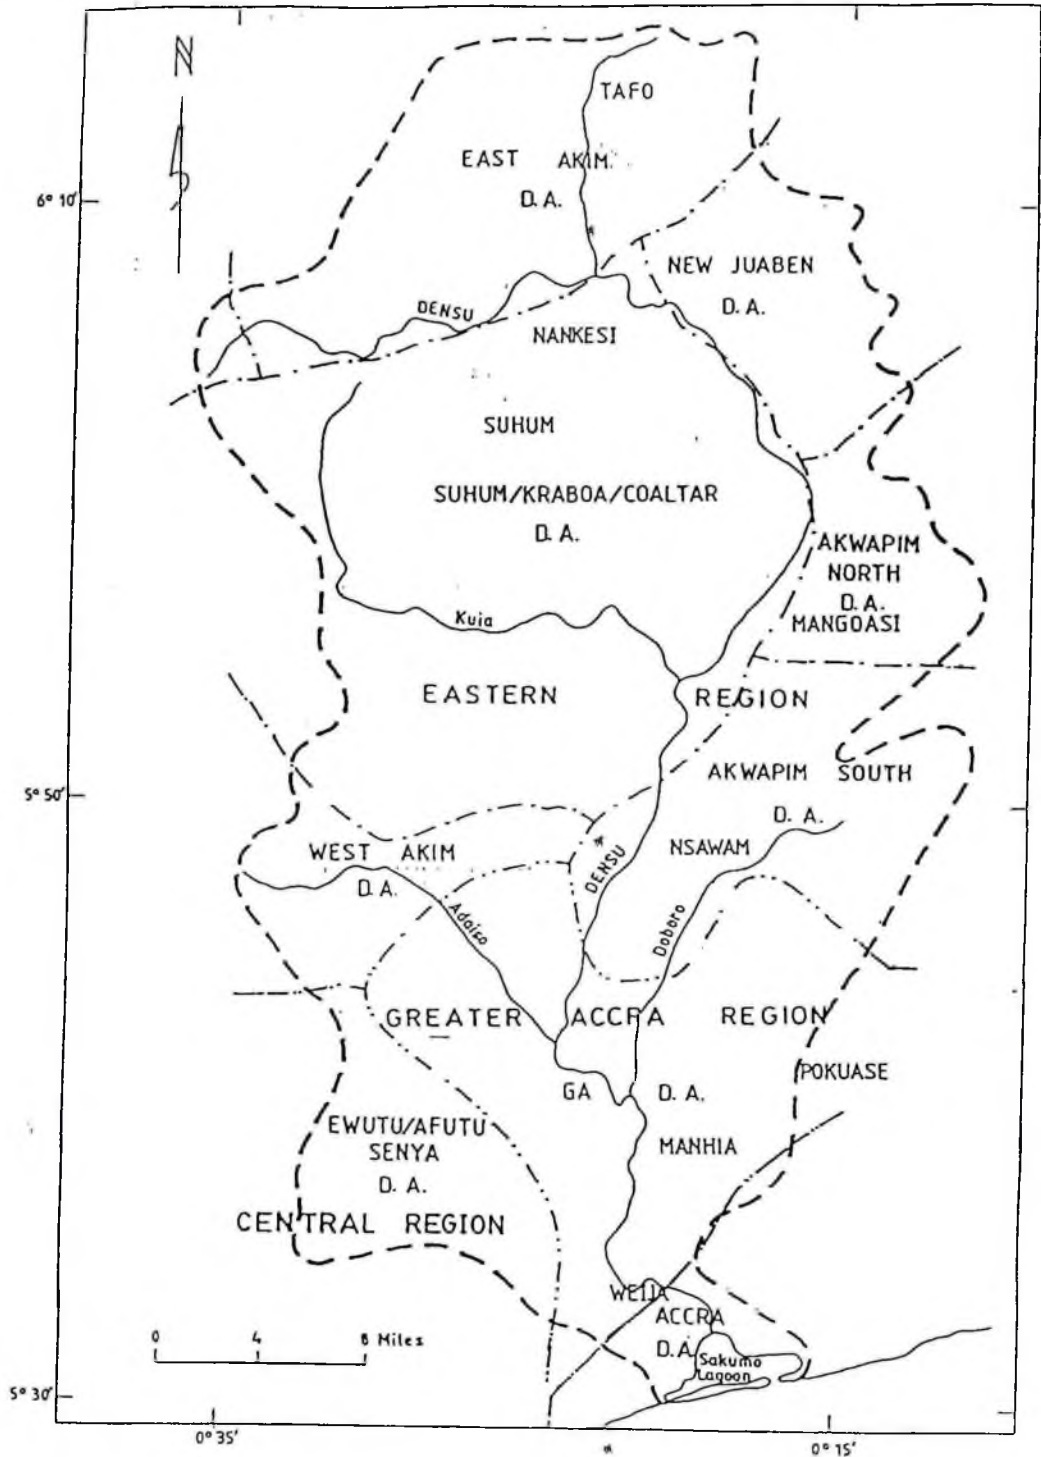 N
TAFO
EAST AKIM
D. A.
6° 10'
NEW JUABEN
D. A.
DENSU
NANKESI
SUHUM
SUHUM/KRABOA/COALTAR
D. A.
AKWAPIM
NORTH
D. A.
MANGOASI
Kuia
EASTERN REGION
AKWAPIM SOUTH
D. A.
5° 50'
NSAWAM
WEST AKIM
D. A.
DENSU
Adaiso
Dobaro
GREATER ACCRA REGION
POKUASE
GA D. A.
MANHIA
EWUTU/AFUTU
SENYA
D. A.
CENTRAL REGION
WEIJA
ACCRA
D. A.
Sakumo
Lagoon
0 4 8 Miles
5° 30'
0° 35'
0° 15'